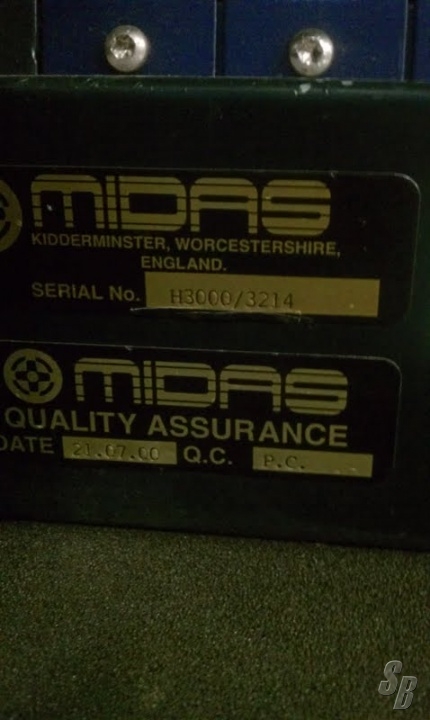 MIDAS
KIDDERMINSTER, WORCESTERSHIRE,
ENGLAND.
SERIAL No. H3000/3214
MIDAS
QUALITY ASSURANCE
DATE 21.07.00 Q.C. P.C.
SB